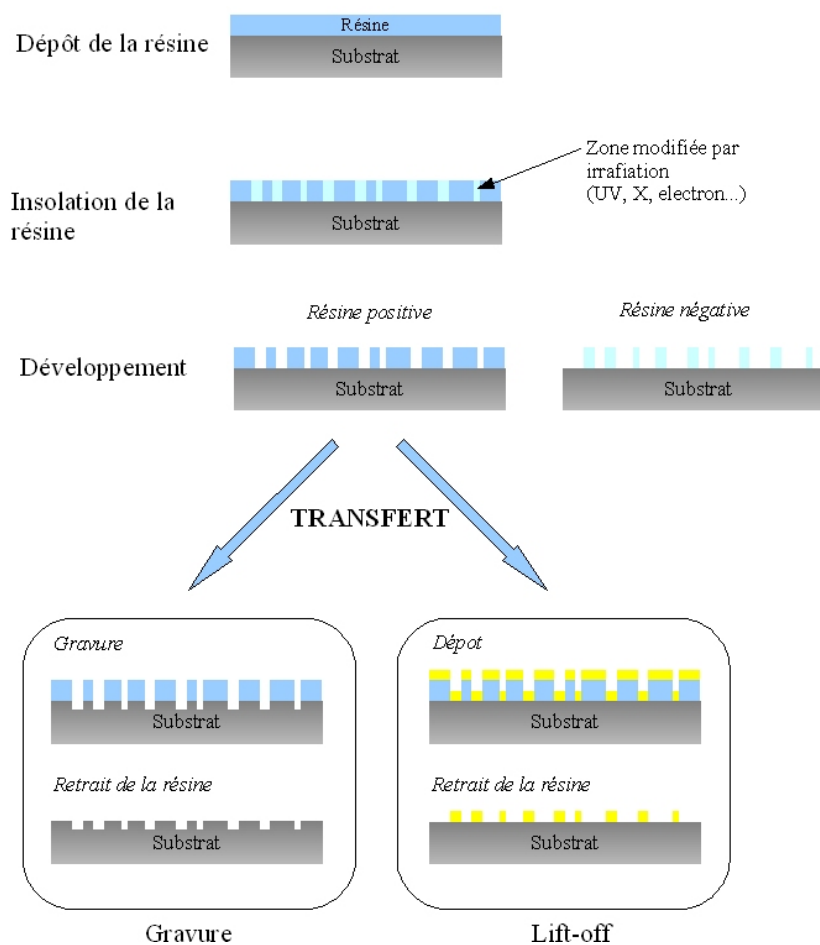 Résine
Dépôt de la résine
Substrat
Zone modifiée par
irrafiation
(UV, X, electron...)
Insolation de la
résine
Substrat
Résine positive
Résine négative
Développement
Substrat
Substrat
TRANSFERT
Gravure
Substrat
Retrait de la résine
Substrat
Gravure
Dépot
Substrat
Retrait de la résine
Substrat
Lift-off